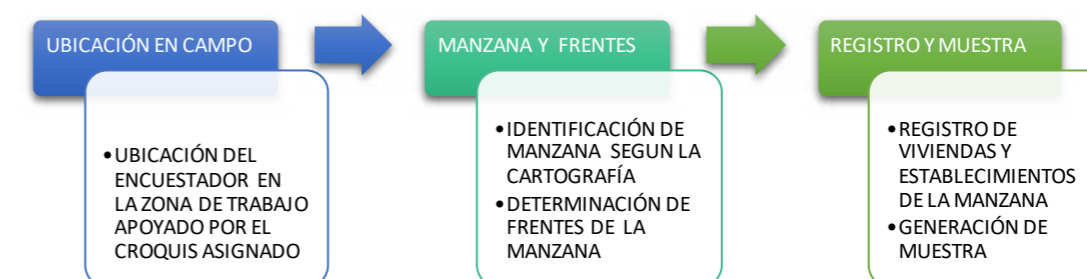 UBICACIÓN EN CAMPO
•UBICACIÓN DEL
ENCUESTADOR EN
LA ZONA DE TRABAJO
APOYADO POR EL
CROQUIS ASIGNADO
MANZANA Y FRENTES
•IDENTIFICACIÓN DE
MANZANA SEGUN LA
CARTOGRAFÍA
•DETERMINACIÓN DE
FRENTES DE LA
MANZANA
REGISTRO Y MUESTRA
•REGISTRO DE
VIVIENDAS Y
ESTABLECIMIENTOS
DE LA MANZANA
•GENERACIÓN DE
MUESTRA